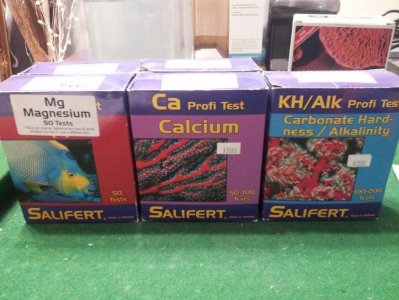 Mg
Magnesium
50 Tests
50
Tests
SALIFERT
Ca Profi Test
Calcium
50-100
Tests
SALIFERT
KH/Alk Profi Test
Carbonate Hard-
ness / Alkalinity
100-200
Tests
SALIFERT